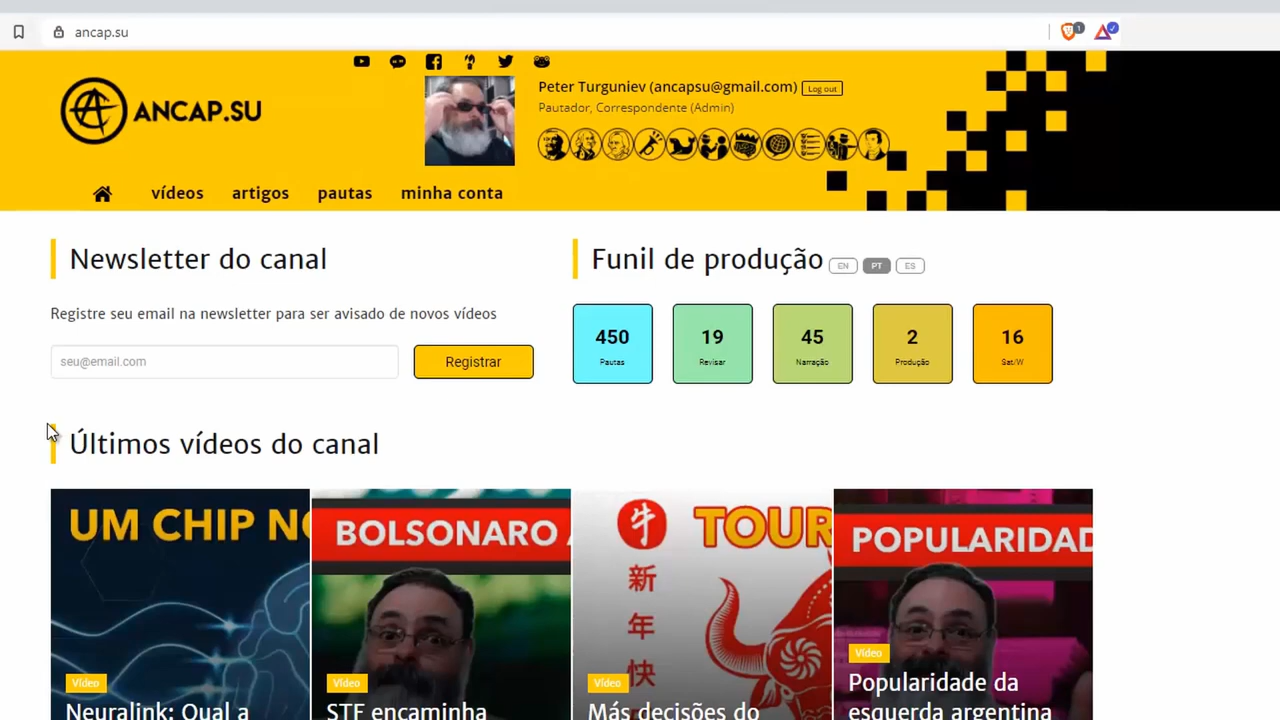 ancap.su
ANCAP.SU
Peter Turguniev (ancapsu@gmail.com) Log out
Pautador, Correspondente (Admin)
vídeos artigos pautas minha conta
Newsletter do canal
Registre seu email na newsletter para ser avisado de novos vídeos
seu@email.com
Registrar
Funil de produção EN PT ES
450 19 45 2 16
Pautas Revisar Narração Produção Sat/W
Últimos vídeos do canal
UM CHIP NO
Vídeo
Neuralink: Qual a
BOLSONARO
Vídeo
STF encaminha
牛
TOUR
新
年
快
Vídeo
Más decisões do
POPULARIDAD
Vídeo
Popularidade da
esquerda argentina